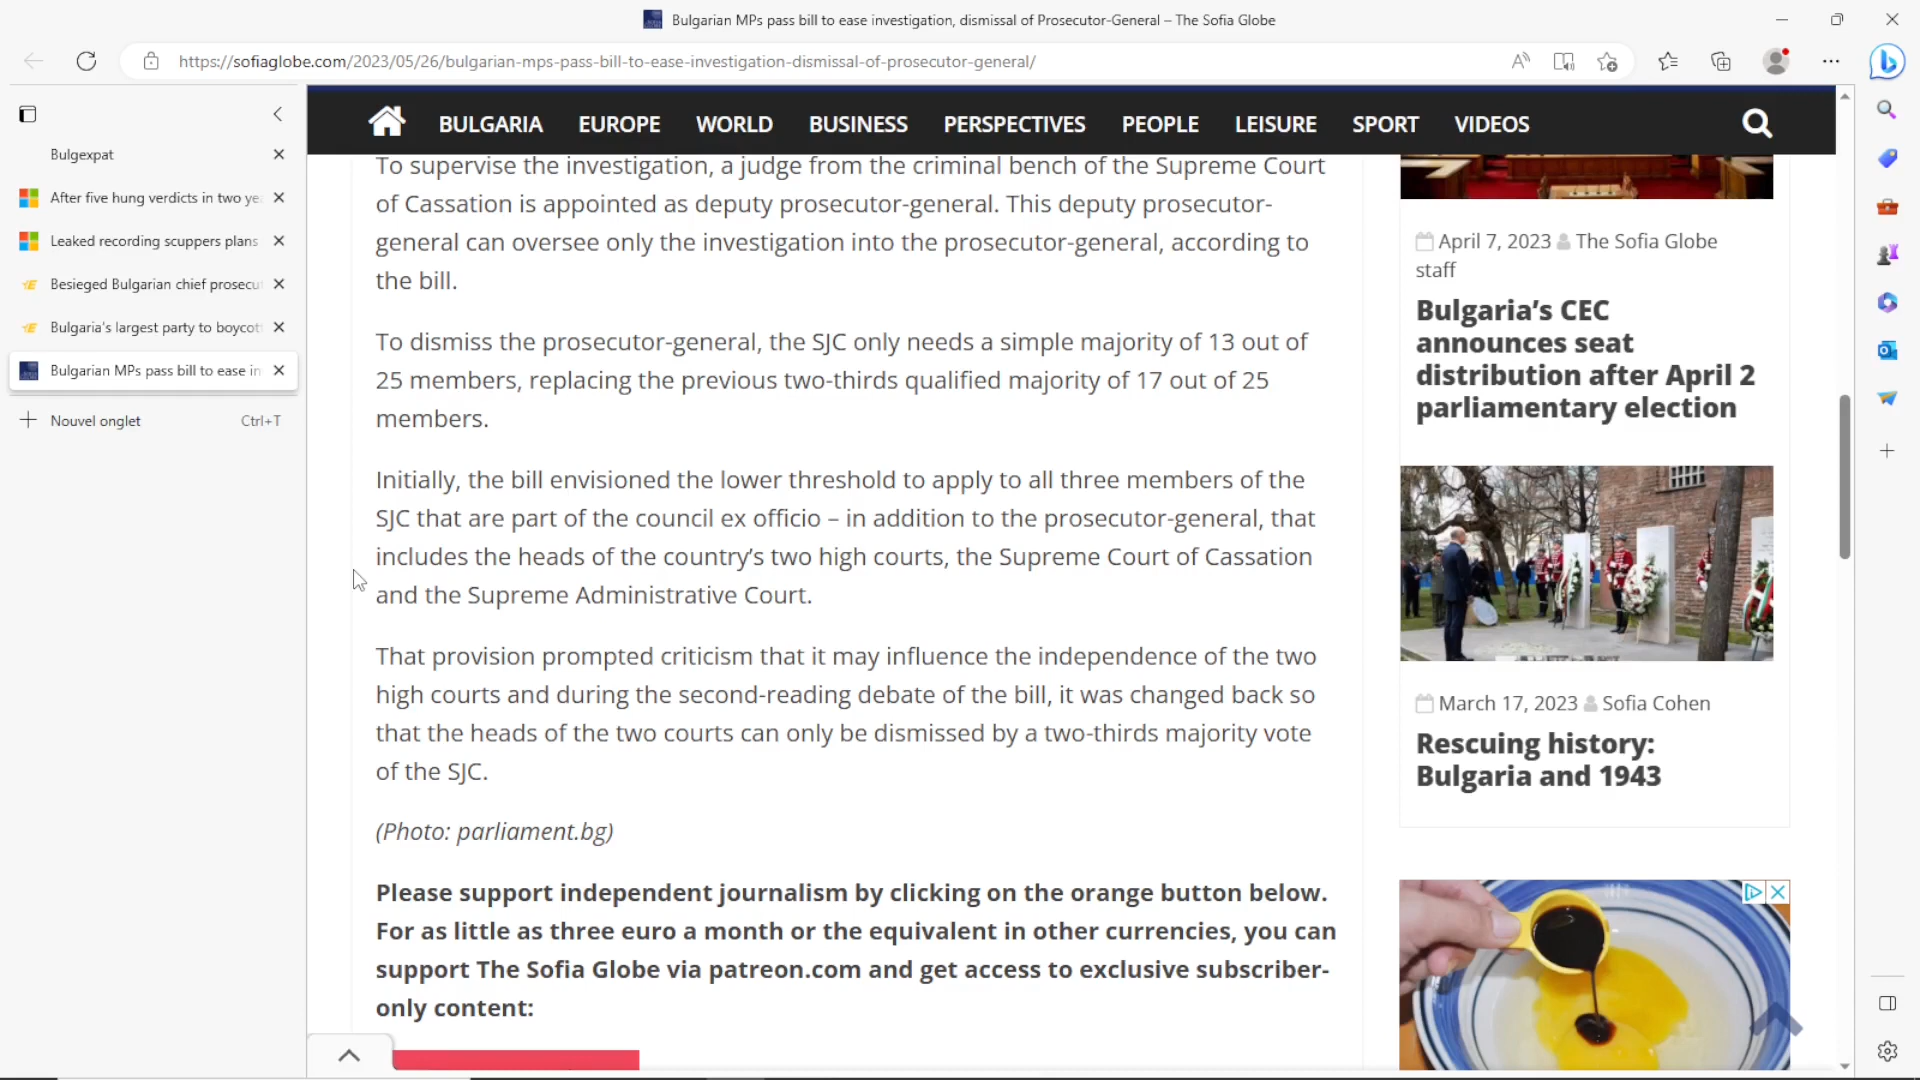 Bulgarian MPs pass bill to ease investigation, dismissal of Prosecutor-General – The Sofia Globe
https://sofiaglobe.com/2023/05/26/bulgarian-mps-pass-bill-to-ease-investigation-dismissal-of-prosecutor-general/
Bulgexpat
After five hung verdicts in two ye
Leaked recording scuppers plans
Besieged Bulgarian chief prosecu
Bulgaria's largest party to boycot
Bulgarian MPs pass bill to ease in
Nouvel onglet Ctrl+T
BULGARIA EUROPE WORLD BUSINESS PERSPECTIVES PEOPLE LEISURE SPORT VIDEOS
To supervise the investigation, a judge from the criminal bench of the Supreme Court
of Cassation is appointed as deputy prosecutor-general. This deputy prosecutor-
general can oversee only the investigation into the prosecutor-general, according to
the bill.
To dismiss the prosecutor-general, the SJC only needs a simple majority of 13 out of
25 members, replacing the previous two-thirds qualified majority of 17 out of 25
members.
Initially, the bill envisioned the lower threshold to apply to all three members of the
SJC that are part of the council ex officio – in addition to the prosecutor-general, that
includes the heads of the country's two high courts, the Supreme Court of Cassation
and the Supreme Administrative Court.
That provision prompted criticism that it may influence the independence of the two
high courts and during the second-reading debate of the bill, it was changed back so
that the heads of the two courts can only be dismissed by a two-thirds majority vote
of the SJC.
(Photo: parliament.bg)
Please support independent journalism by clicking on the orange button below.
For as little as three euro a month or the equivalent in other currencies, you can
support The Sofia Globe via patreon.com and get access to exclusive subscriber-
only content:
April 7, 2023 The Sofia Globe
staff
Bulgaria's CEC
announces seat
distribution after April 2
parliamentary election
March 17, 2023 Sofia Cohen
Rescuing history:
Bulgaria and 1943